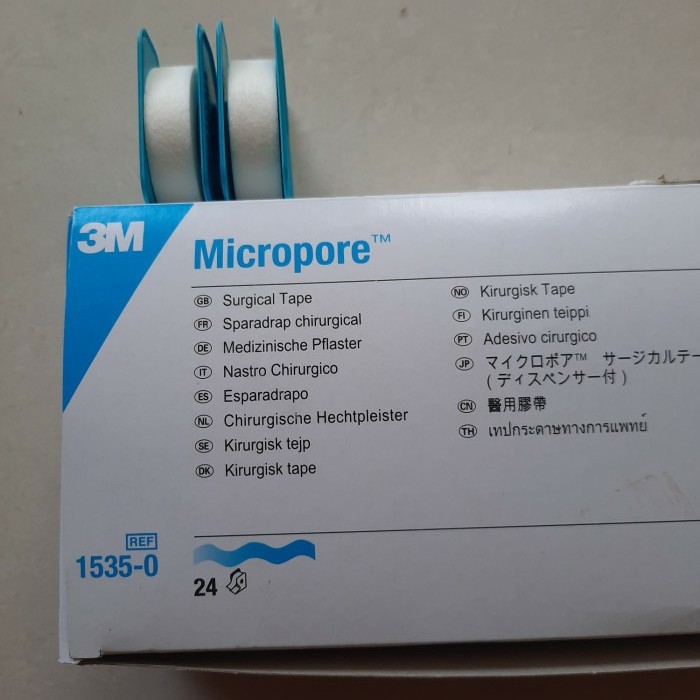 3M
Micropore™
GB Surgical Tape
FR Sparadrap chirurgical
DE Medizinische Pflaster
IT Nastro Chirurgico
ES Esparadrapo
NL Chirurgische Hechtpleister
SE Kirurgisk tejp
DK Kirurgisk tape
NO Kirurgisk Tape
FI Kirurginen teippi
PT Adesivo cirurgico
JP マイクロポア™ サージカルテー
(ディスペンサー付)
CN 醫用膠帶
TH เทปกระดาษทางการแพทย์
REF
1535-0
24